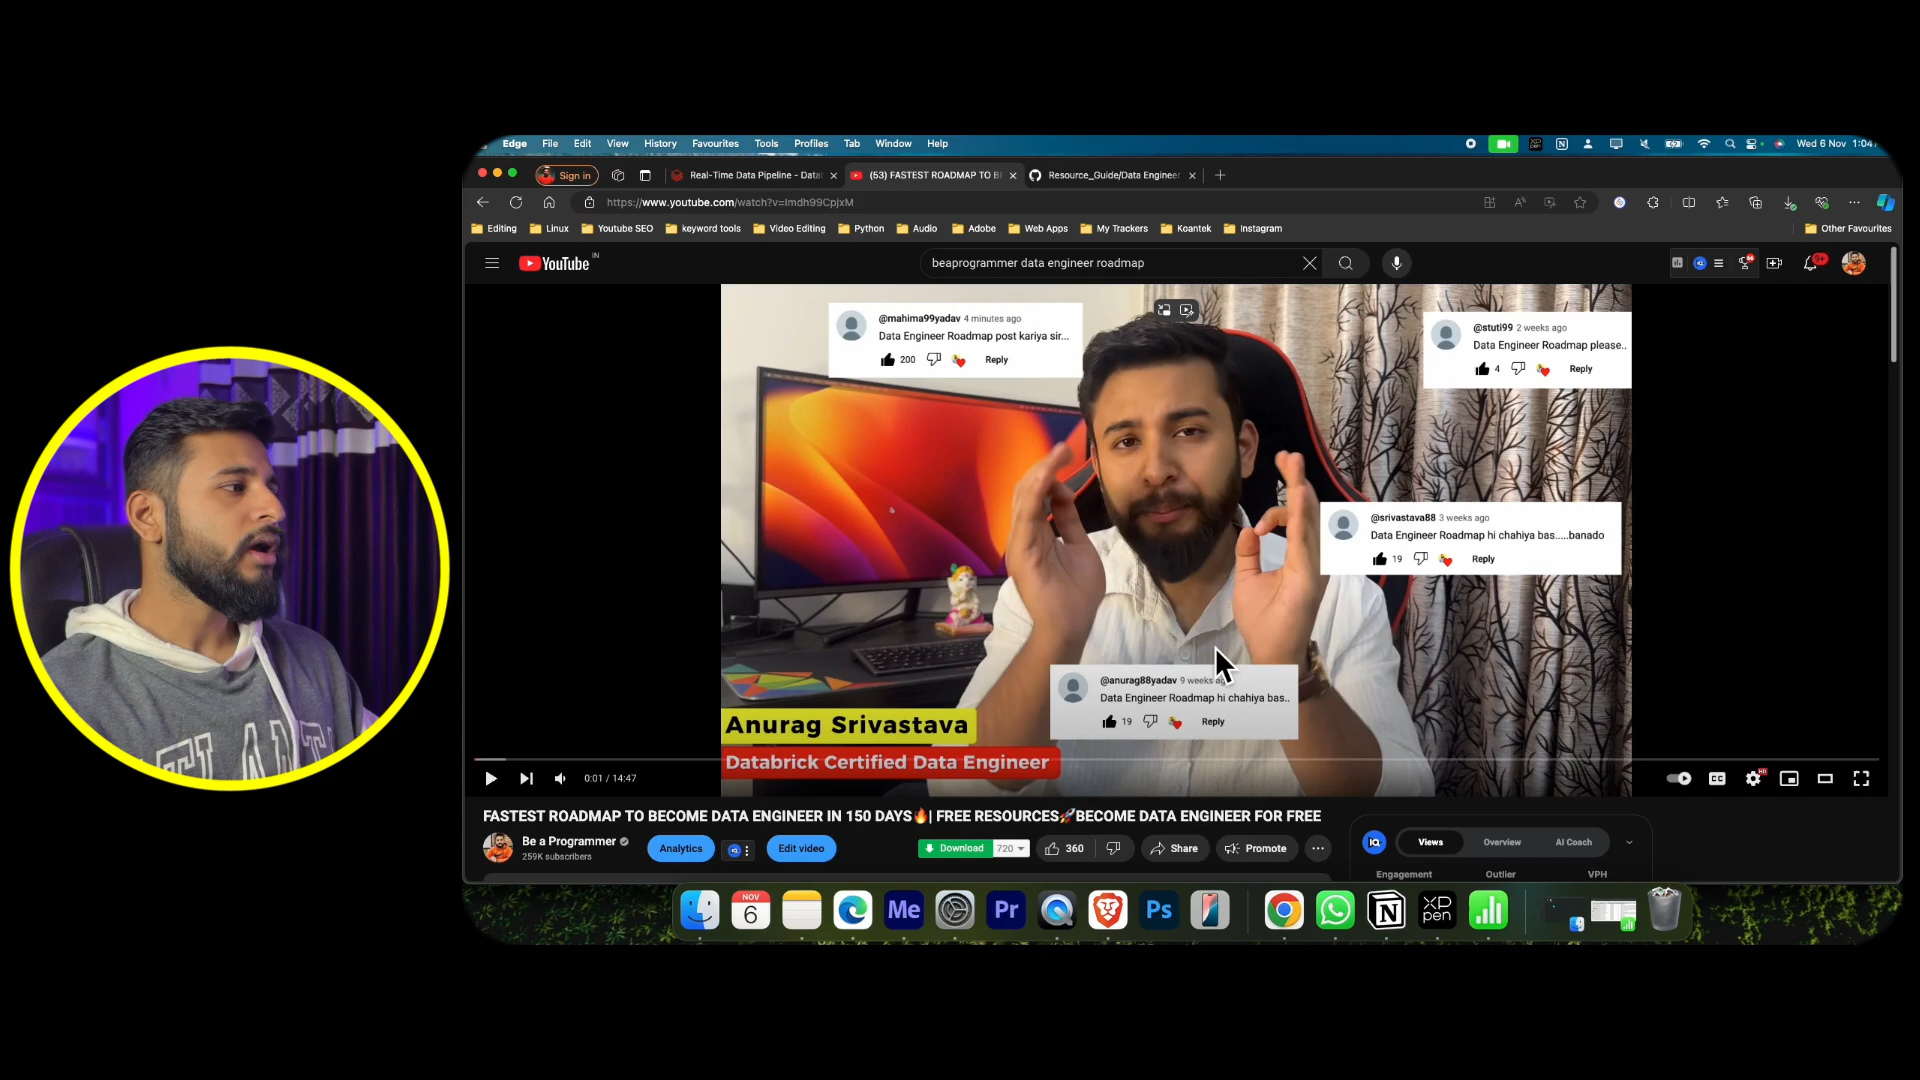 Edge File Edit View History Favourites Tools Profiles Tab Window Help
Wed 6 Nov 1:04
Sign in
Real-Time Data Pipeline - Data
(53) FASTEST ROADMAP TO B
Resource_Guide/Data Engineer
https://www.youtube.com/watch?v=lmdh99CpjxM
Editing Linux Youtube SEO keyword tools Video Editing Python Audio Adobe Web Apps My Trackers Koantek Instagram Other Favourites
YouTube IN
beaprogrammer data engineer roadmap
9+
@mahima99yadav 4 minutes ago
Data Engineer Roadmap post kariya sir...
200 Reply
@stuti99 2 weeks ago
Data Engineer Roadmap please..
4 Reply
@srivastava88 3 weeks ago
Data Engineer Roadmap hi chahiya bas.....banado
19 Reply
@anurag88yadav 9 weeks ago
Data Engineer Roadmap hi chahiya bas..
19 Reply
Anurag Srivastava
Databrick Certified Data Engineer
0:01 / 14:47
CC
HD
FASTEST ROADMAP TO BECOME DATA ENGINEER IN 150 DAYS🔥| FREE RESOURCES🚀BECOME DATA ENGINEER FOR FREE
Be a Programmer
259K subscribers
Analytics
Edit video
Download 720
360
Share
Promote
Views Overview AI Coach
Engagement Outlier VPH
NOV
6
Me
Pr
Ps
N
XP
pen